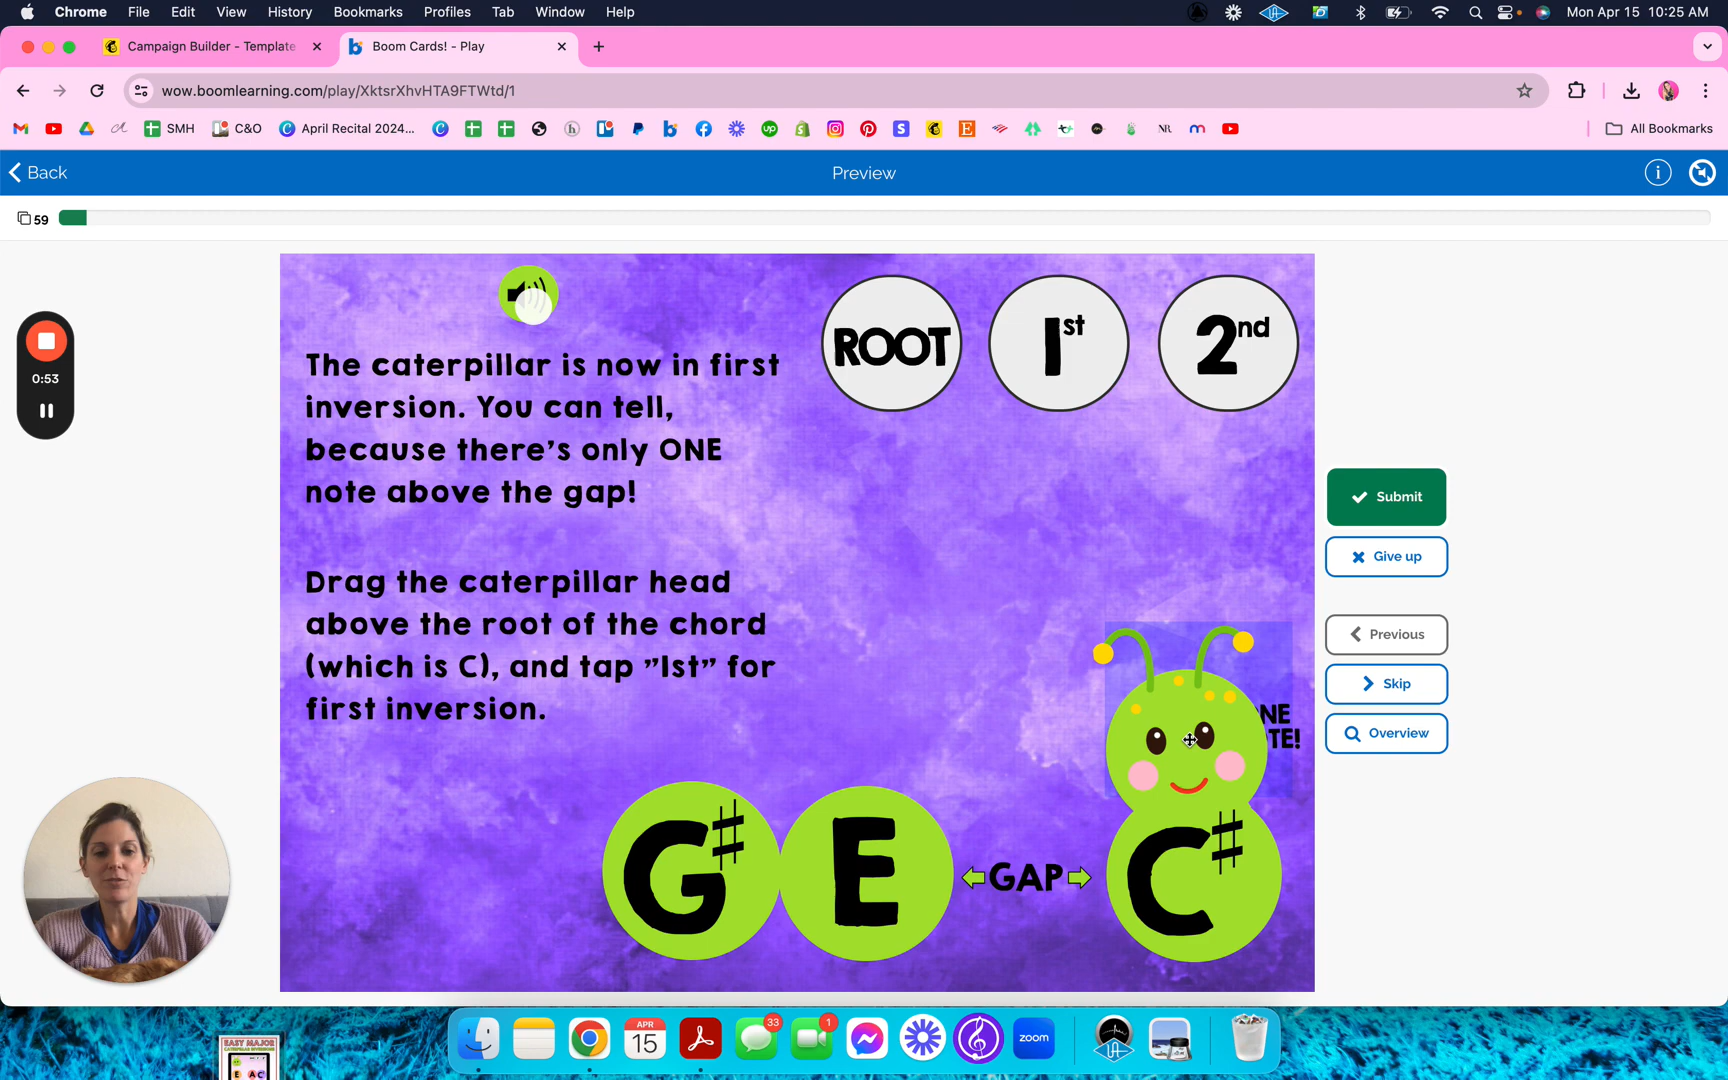 Chrome File Edit View History Bookmarks Profiles Tab Window Help Mon Apr 15 10:25 AM
Campaign Builder - Template Boom Cards! - Play
wow.boomlearning.com/play/XktsrXhvHTA9FTWtd/1
SMH C&O April Recital 2024... All Bookmarks
Back Preview
59
ROOT 1st 2nd
0:53
The caterpillar is now in first
inversion. You can tell,
because there's only ONE
note above the gap!
Drag the caterpillar head
above the root of the chord
(which is C), and tap "1st" for
first inversion.
Submit
Give up
Previous
Skip
Overview
NE
TE!
G# E GAP C#
APR
15
33
1
zoom
EASY MAJOR